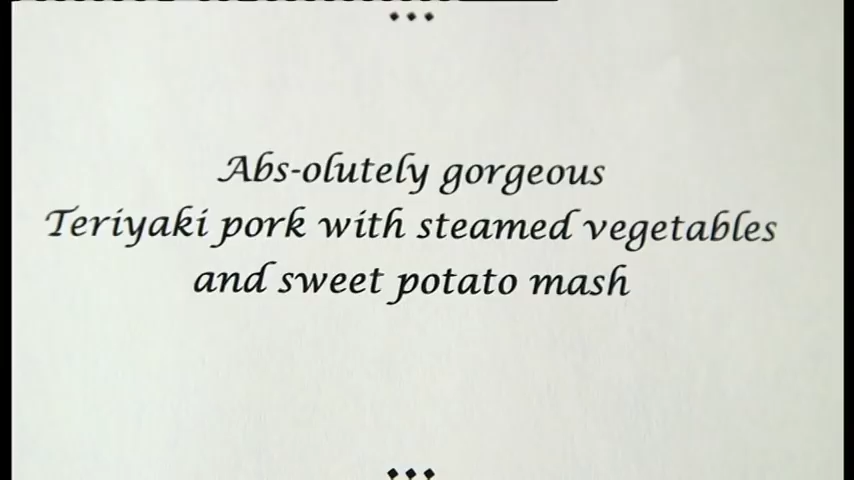 Abs-olutely gorgeous
Teriyaki pork with steamed vegetables
and sweet potato mash